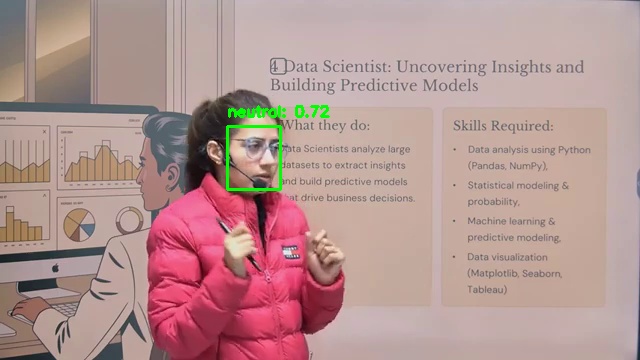 4 Data Scientist: Uncovering Insights and
Building Predictive Models
neutral: 0.72
What they do:
Data Scientists analyze large
datasets to extract insights
and build predictive models
that drive business decisions.
Skills Required:
• Data analysis using Python
(Pandas, NumPy),
• Statistical modeling &
probability,
• Machine learning &
predictive modeling,
• Data visualization
(Matplotlib, Seaborn,
Tableau)